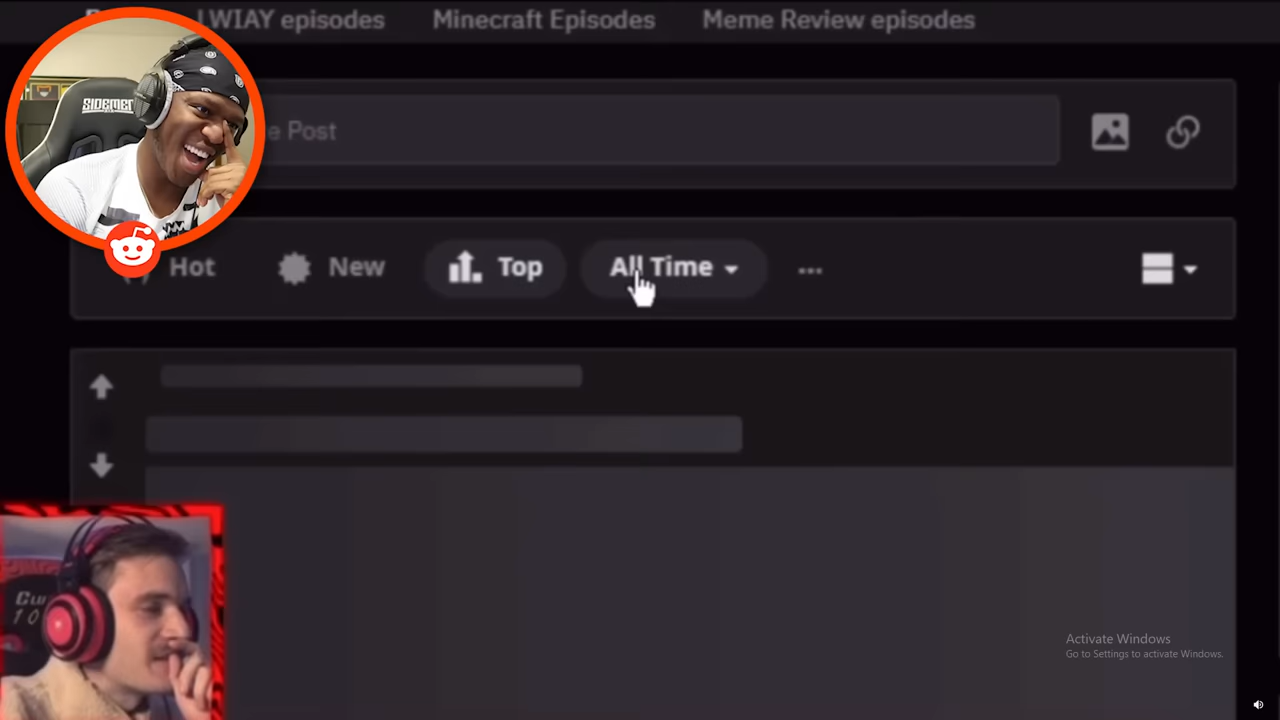 LWIAY episodes Minecraft Episodes Meme Review episodes
SIDEMEN
e Post
Hot New Top All Time
Activate Windows
Go to Settings to activate Windows.